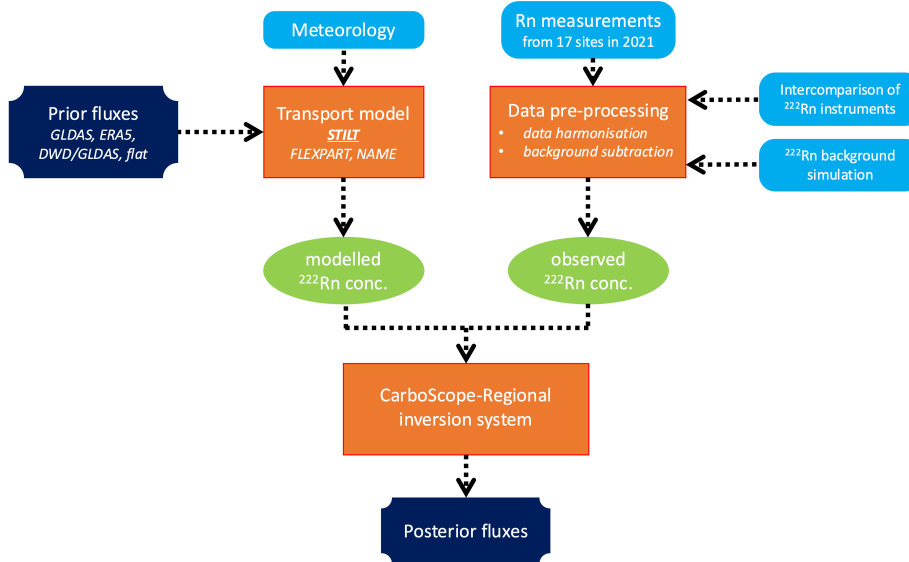 Meteorology
Rn measurements
from 17 sites in 2021
Prior fluxes
GLDAS, ERA5,
DWD/GLDAS, flat
Transport model
STILT
FLEXPART, NAME
Data pre-processing
• data harmonisation
• background subtraction
Intercomparison of
²²²Rn instruments
²²²Rn background
simulation
modelled
²²²Rn conc.
observed
²²²Rn conc.
CarboScope-Regional
inversion system
Posterior fluxes